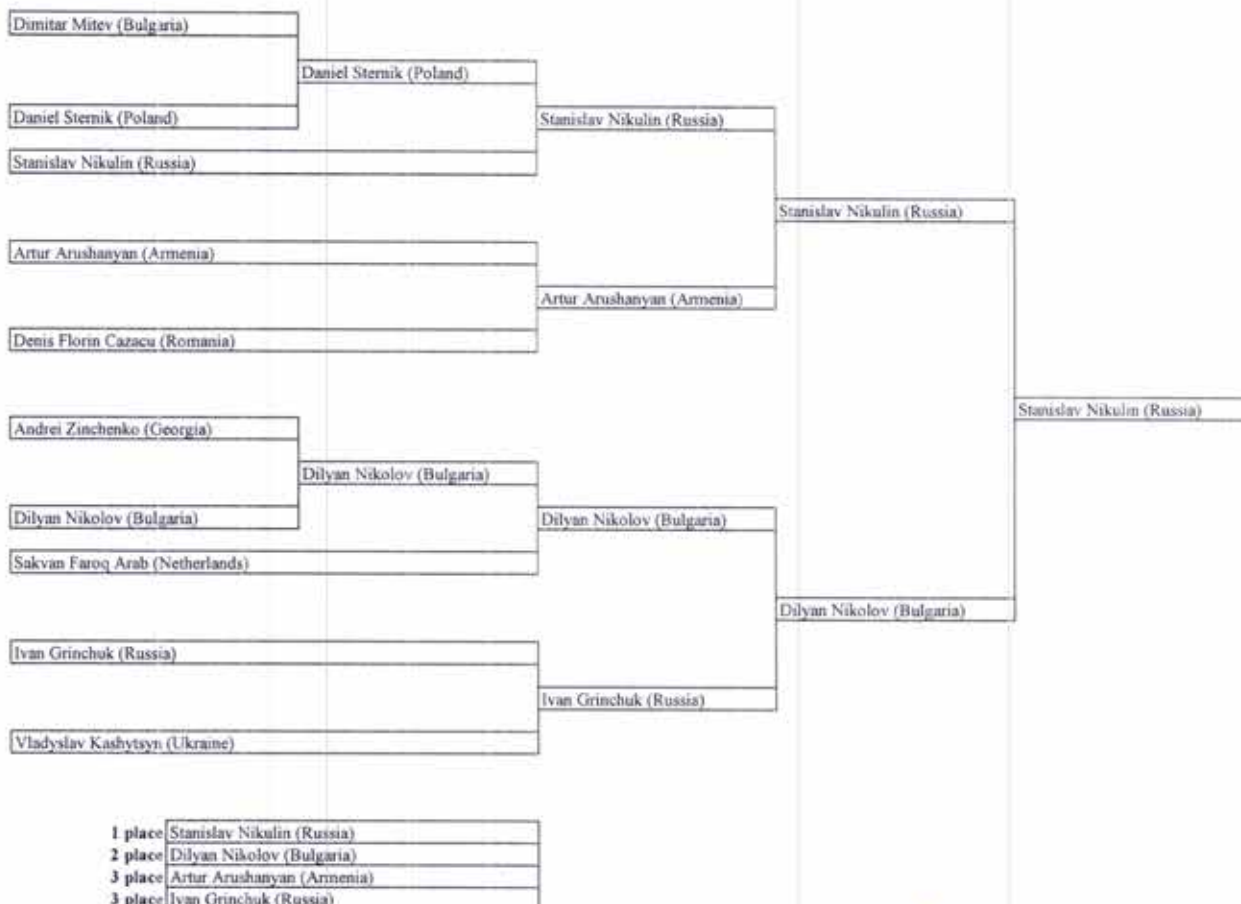 Dimitar Mitev (Bulgaria)
Daniel Sternik (Poland)
Daniel Sternik (Poland)
Stanislav Nikulin (Russia)
Stanislav Nikulin (Russia)
Stanislav Nikulin (Russia)
Artur Arushanyan (Armenia)
Artur Arushanyan (Armenia)
Denis Florin Cazacu (Romania)
Stanislav Nikulin (Russia)
Andrei Zinchenko (Georgia)
Dilyan Nikolov (Bulgaria)
Dilyan Nikolov (Bulgaria)
Dilyan Nikolov (Bulgaria)
Sakvan Faroq Arab (Netherlands)
Dilyan Nikolov (Bulgaria)
Ivan Grinchuk (Russia)
Ivan Grinchuk (Russia)
Vladyslav Kashytsyn (Ukraine)
1 place Stanislav Nikulin (Russia)
2 place Dilyan Nikolov (Bulgaria)
3 place Artur Arushanyan (Armenia)
3 place Ivan Grinchuk (Russia)